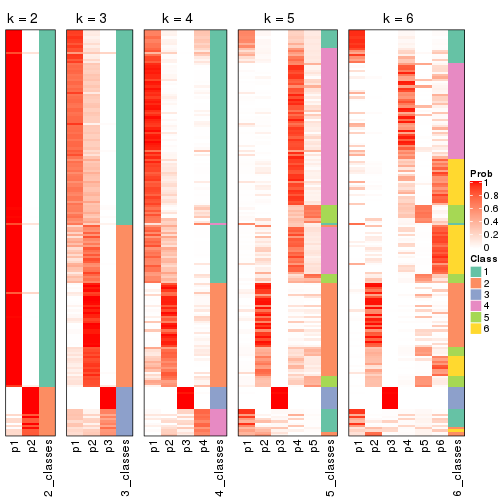 k = 2
k = 3
k = 4
k = 5
k = 6
Prob
1
0.8
0.6
0.4
0.2
0
Class
1
2
3
4
5
6
p1
p2
2_classes
p1
p2
p3
3_classes
p1
p2
p3
p4
4_classes
p1
p2
p3
p4
p5
5_classes
p1
p2
p3
p4
p5
p6
6_classes